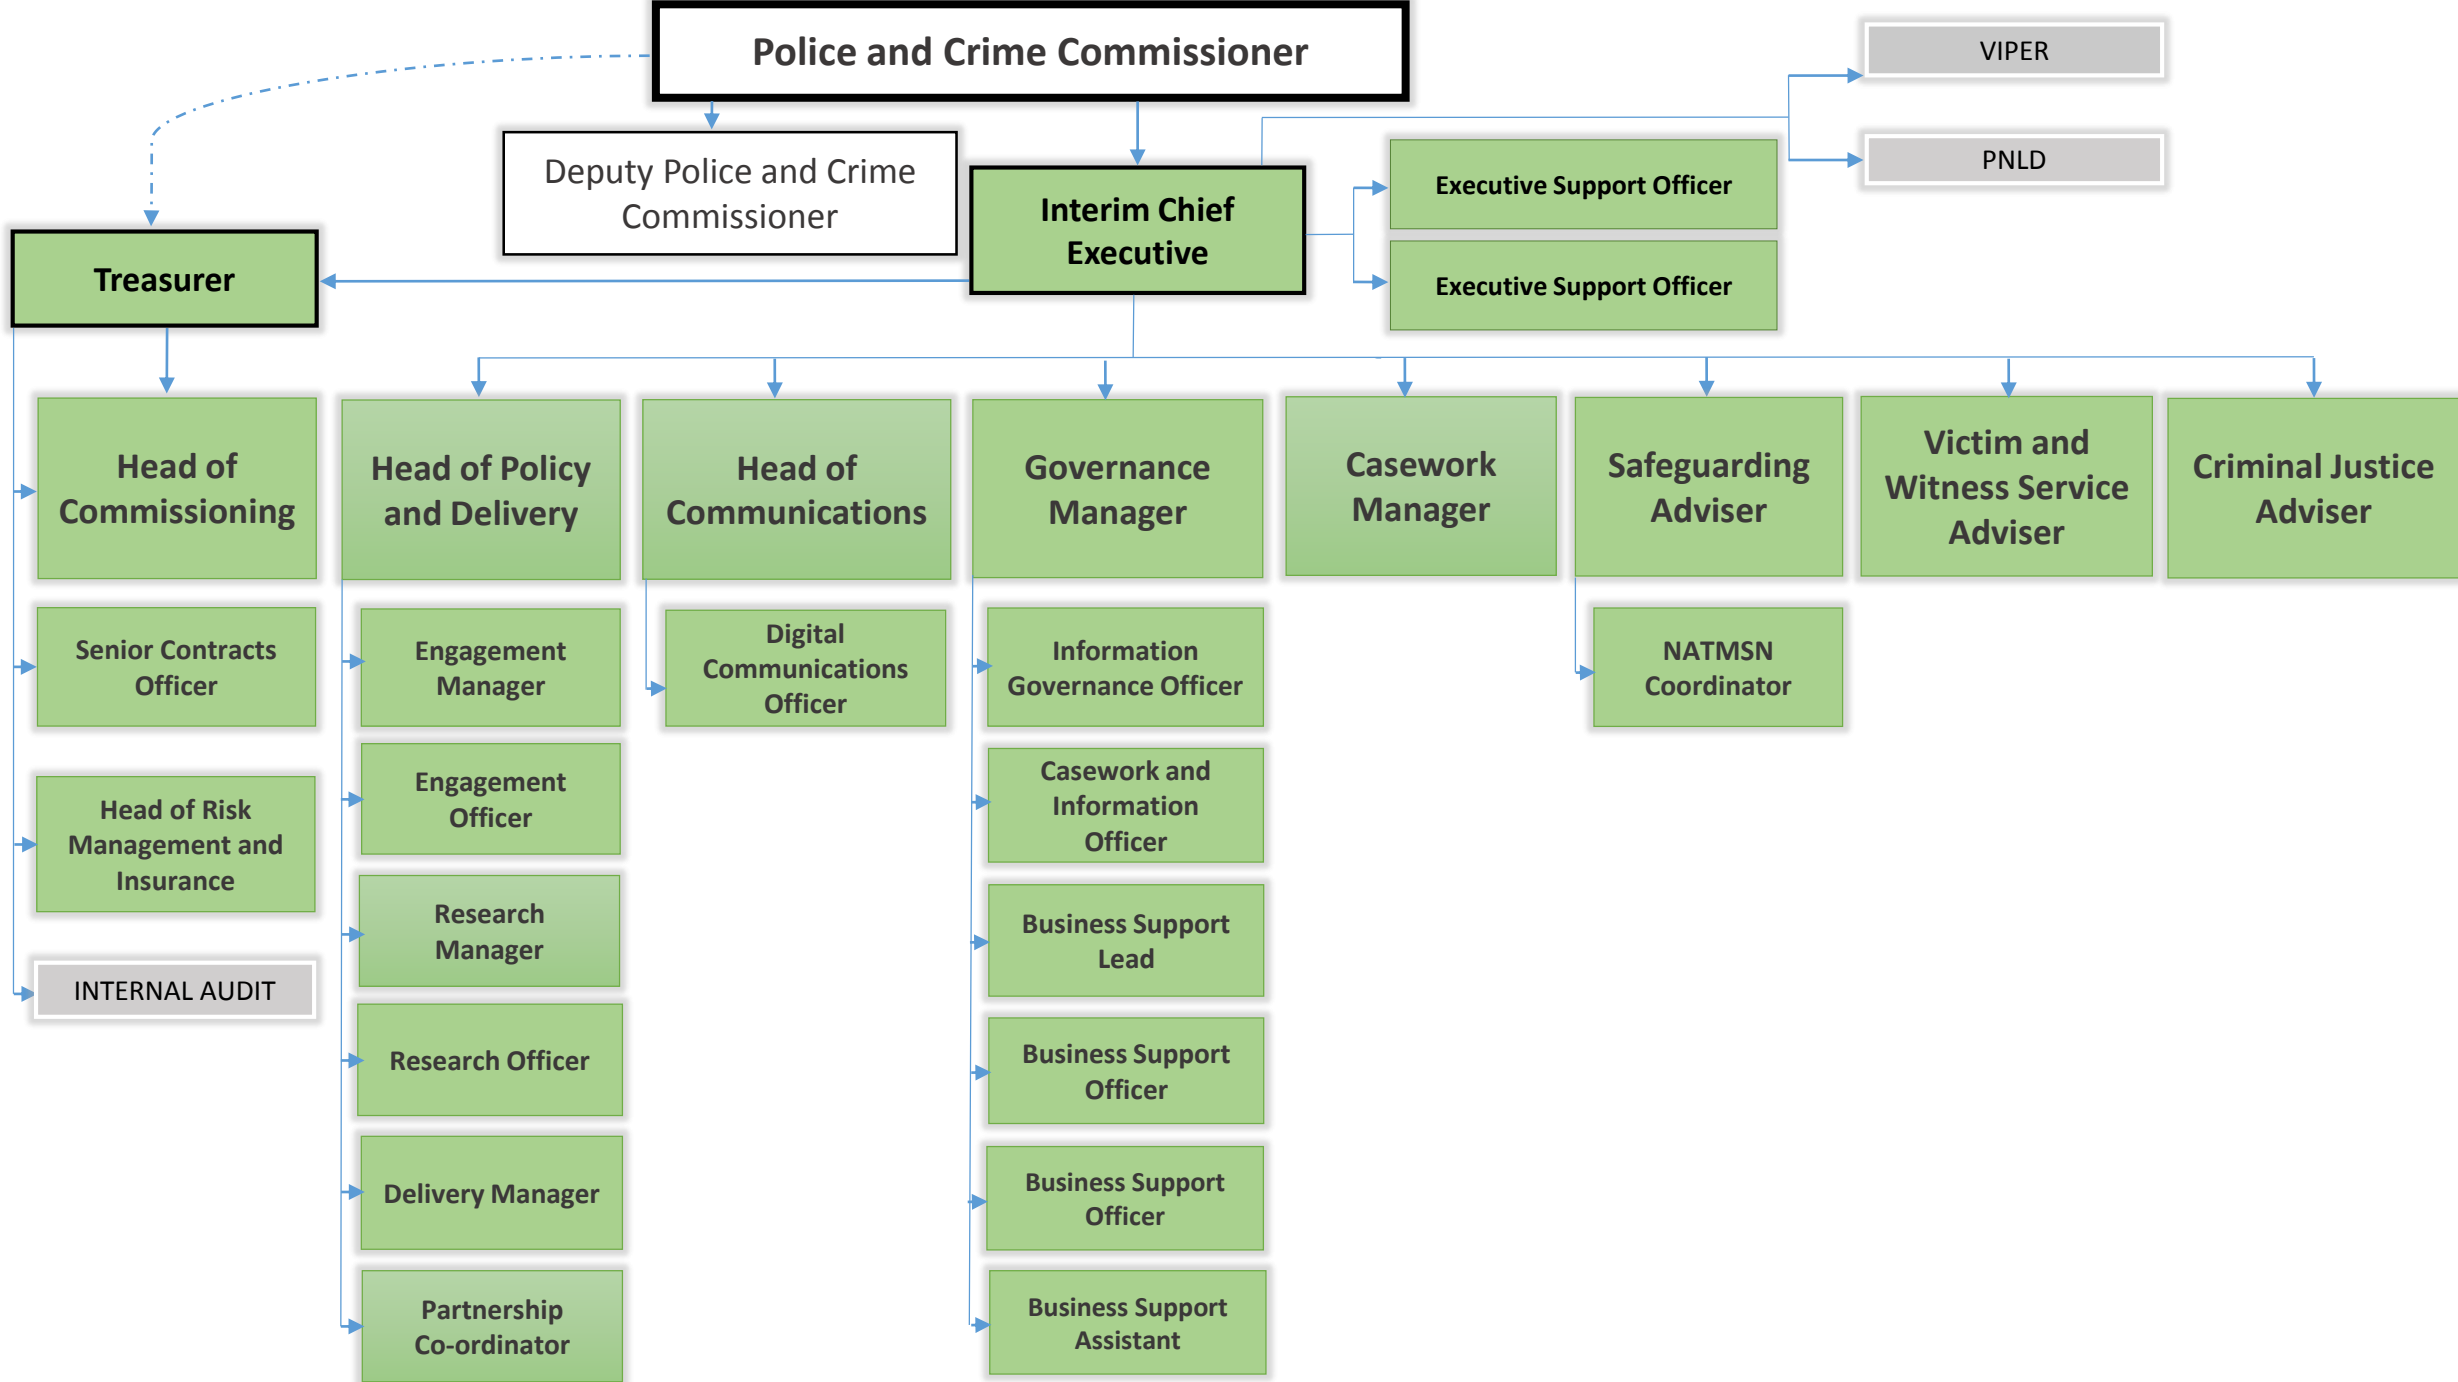 Police and Crime Commissioner
VIPER
PNLD
Deputy Police and Crime
Commissioner
Interim Chief
Executive
Executive Support Officer
Executive Support Officer
Treasurer
Head of
Commissioning
Head of Policy
and Delivery
Head of
Communications
Governance
Manager
Casework
Manager
Safeguarding
Adviser
Victim and
Witness Service
Adviser
Criminal Justice
Adviser
Senior Contracts
Officer
Head of Risk
Management and
Insurance
INTERNAL AUDIT
Engagement
Manager
Engagement
Officer
Research
Manager
Research Officer
Delivery Manager
Partnership
Co-ordinator
Digital
Communications
Officer
Information
Governance Officer
Casework and
Information
Officer
Business Support
Lead
Business Support
Officer
Business Support
Officer
Business Support
Assistant
NATMSN
Coordinator